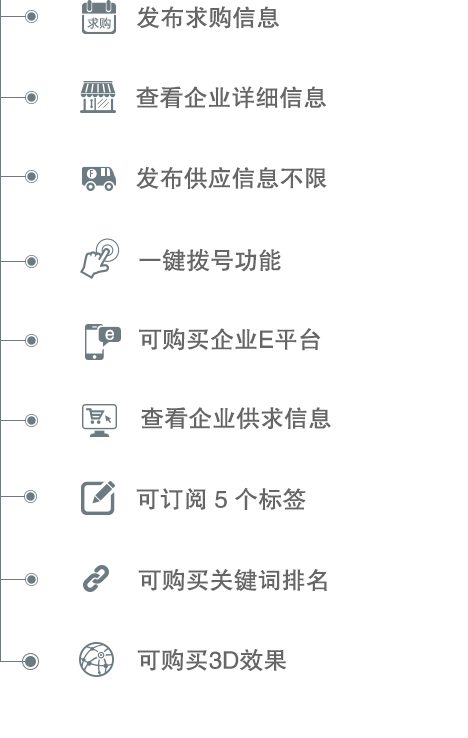 求购 发布求购信息
查看企业详细信息
F 发布供应信息不限
一键拨号功能
e 可购买企业E平台
查看企业供求信息
可订阅 5 个标签
可购买关键词排名
可购买3D效果